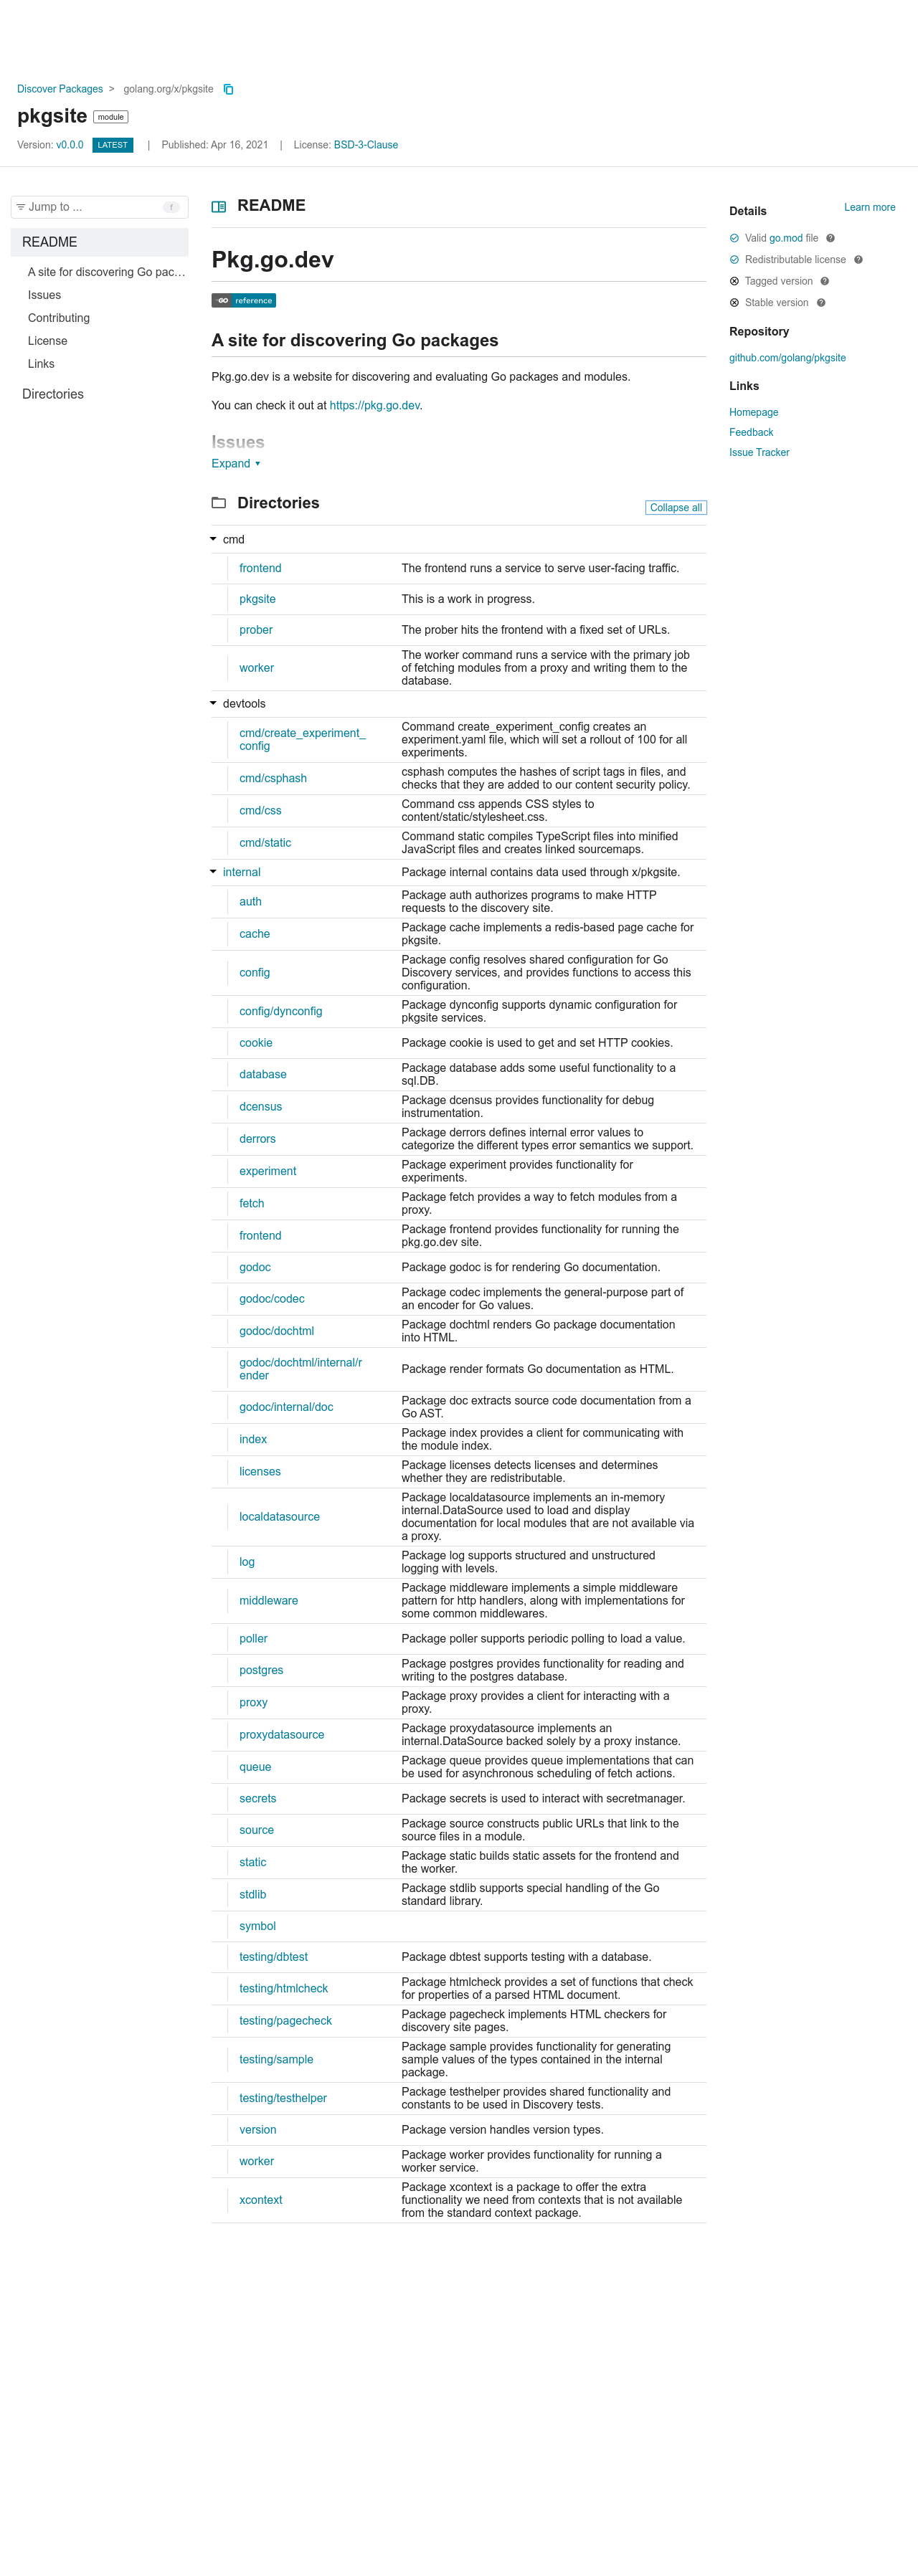 Discover Packages > golang.org/x/pkgsite
pkgsite module
Version: v0.0.0 LATEST | Published: Apr 16, 2021 | License: BSD-3-Clause
Jump to ... f
README
A site for discovering Go pac...
Issues
Contributing
License
Links
Directories
README
Pkg.go.dev
GO reference
A site for discovering Go packages
Pkg.go.dev is a website for discovering and evaluating Go packages and modules.
You can check it out at https://pkg.go.dev.
Issues
Expand
Directories
Collapse all
cmd
frontend
The frontend runs a service to serve user-facing traffic.
pkgsite
This is a work in progress.
prober
The prober hits the frontend with a fixed set of URLs.
worker
The worker command runs a service with the primary job
of fetching modules from a proxy and writing them to the
database.
devtools
cmd/create_experiment_
config
Command create_experiment_config creates an
experiment.yaml file, which will set a rollout of 100 for all
experiments.
cmd/csphash
csphash computes the hashes of script tags in files, and
checks that they are added to our content security policy.
cmd/css
Command css appends CSS styles to
content/static/stylesheet.css.
cmd/static
Command static compiles TypeScript files into minified
JavaScript files and creates linked sourcemaps.
internal
Package internal contains data used through x/pkgsite.
auth
Package auth authorizes programs to make HTTP
requests to the discovery site.
cache
Package cache implements a redis-based page cache for
pkgsite.
config
Package config resolves shared configuration for Go
Discovery services, and provides functions to access this
configuration.
config/dynconfig
Package dynconfig supports dynamic configuration for
pkgsite services.
cookie
Package cookie is used to get and set HTTP cookies.
database
Package database adds some useful functionality to a
sql.DB.
dcensus
Package dcensus provides functionality for debug
instrumentation.
derrors
Package derrors defines internal error values to
categorize the different types error semantics we support.
experiment
Package experiment provides functionality for
experiments.
fetch
Package fetch provides a way to fetch modules from a
proxy.
frontend
Package frontend provides functionality for running the
pkg.go.dev site.
godoc
Package godoc is for rendering Go documentation.
godoc/codec
Package codec implements the general-purpose part of
an encoder for Go values.
godoc/dochtml
Package dochtml renders Go package documentation
into HTML.
godoc/dochtml/internal/r
ender
Package render formats Go documentation as HTML.
godoc/internal/doc
Package doc extracts source code documentation from a
Go AST.
index
Package index provides a client for communicating with
the module index.
licenses
Package licenses detects licenses and determines
whether they are redistributable.
localdatasource
Package localdatasource implements an in-memory
internal.DataSource used to load and display
documentation for local modules that are not available via
a proxy.
log
Package log supports structured and unstructured
logging with levels.
middleware
Package middleware implements a simple middleware
pattern for http handlers, along with implementations for
some common middlewares.
poller
Package poller supports periodic polling to load a value.
postgres
Package postgres provides functionality for reading and
writing to the postgres database.
proxy
Package proxy provides a client for interacting with a
proxy.
proxydatasource
Package proxydatasource implements an
internal.DataSource backed solely by a proxy instance.
queue
Package queue provides queue implementations that can
be used for asynchronous scheduling of fetch actions.
secrets
Package secrets is used to interact with secretmanager.
source
Package source constructs public URLs that link to the
source files in a module.
static
Package static builds static assets for the frontend and
the worker.
stdlib
Package stdlib supports special handling of the Go
standard library.
symbol
testing/dbtest
Package dbtest supports testing with a database.
testing/htmlcheck
Package htmlcheck provides a set of functions that check
for properties of a parsed HTML document.
testing/pagecheck
Package pagecheck implements HTML checkers for
discovery site pages.
testing/sample
Package sample provides functionality for generating
sample values of the types contained in the internal
package.
testing/testhelper
Package testhelper provides shared functionality and
constants to be used in Discovery tests.
version
Package version handles version types.
worker
Package worker provides functionality for running a
worker service.
xcontext
Package xcontext is a package to offer the extra
functionality we need from contexts that is not available
from the standard context package.
Details
Learn more
Valid go.mod file
Redistributable license
Tagged version
Stable version
Repository
github.com/golang/pkgsite
Links
Homepage
Feedback
Issue Tracker